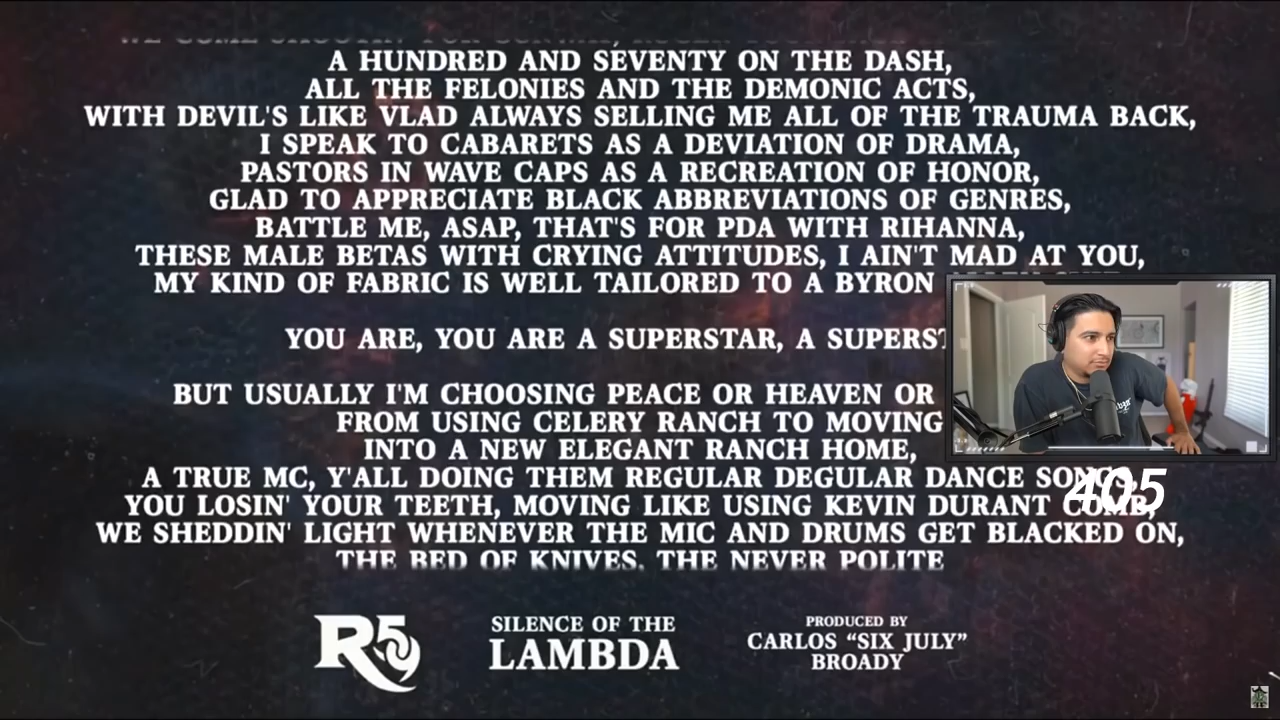 A HUNDRED AND SEVENTY ON THE DASH,
ALL THE FELONIES AND THE DEMONIC ACTS,
WITH DEVIL'S LIKE VLAD ALWAYS SELLING ME ALL OF THE TRAUMA BACK,
I SPEAK TO CABARETS AS A DEVIATION OF DRAMA,
PASTORS IN WAVE CAPS AS A RECREATION OF HONOR,
GLAD TO APPRECIATE BLACK ABBREVIATIONS OF GENRES,
BATTLE ME, ASAP, THAT'S FOR PDA WITH RIHANNA,
THESE MALE BETAS WITH CRYING ATTITUDES, I AIN'T MAD AT YOU,
MY KIND OF FABRIC IS WELL TAILORED TO A BYRON
YOU ARE, YOU ARE A SUPERSTAR, A
BUT USUALLY I'M CHOOSING PEACE OR HEAVEN OR
FROM USING CELERY RANCH TO MOVING
INTO A NEW ELEGANT RANCH HOME,
A TRUE MC, Y'ALL DOING THEM REGULAR DEGULAR DANCE
405
YOU LOSIN' YOUR TEETH, MOVING LIKE USING KEVIN DURANT
WE SHEDDIN' LIGHT WHENEVER THE MIC AND DRUMS GET BLACKED ON,
THE BED OF KNIVES, THE NEVER POLITE
R5
SILENCE OF THE
LAMBDA
PRODUCED BY
CARLOS “SIX JULY”
BROADY